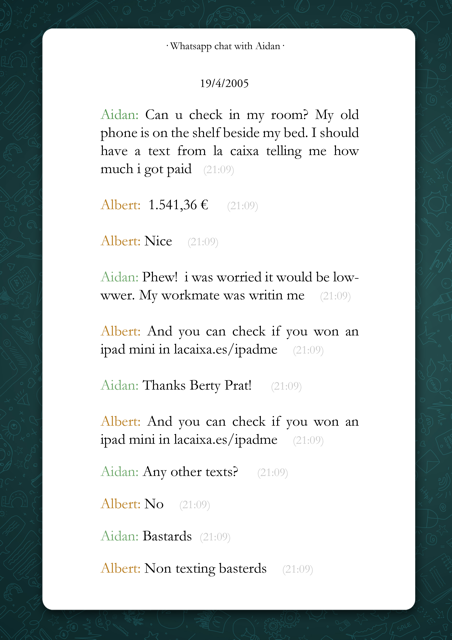 · Whatsapp chat with Aidan ·
19/4/2005
Aidan: Can u check in my room? My old
phone is on the shelf beside my bed. I should
have a text from la caixa telling me how
much i got paid (21:09)
Albert: 1.541,36 € (21:09)
Albert: Nice (21:09)
Aidan: Phew! i was worried it would be low-
wwer. My workmate was writin me (21:09)
Albert: And you can check if you won an
ipad mini in lacaixa.es/ipadme (21:09)
Aidan: Thanks Berty Prat! (21:09)
Albert: And you can check if you won an
ipad mini in lacaixa.es/ipadme (21:09)
Aidan: Any other texts? (21:09)
Albert: No (21:09)
Aidan: Bastards (21:09)
Albert: Non texting basterds (21:09)